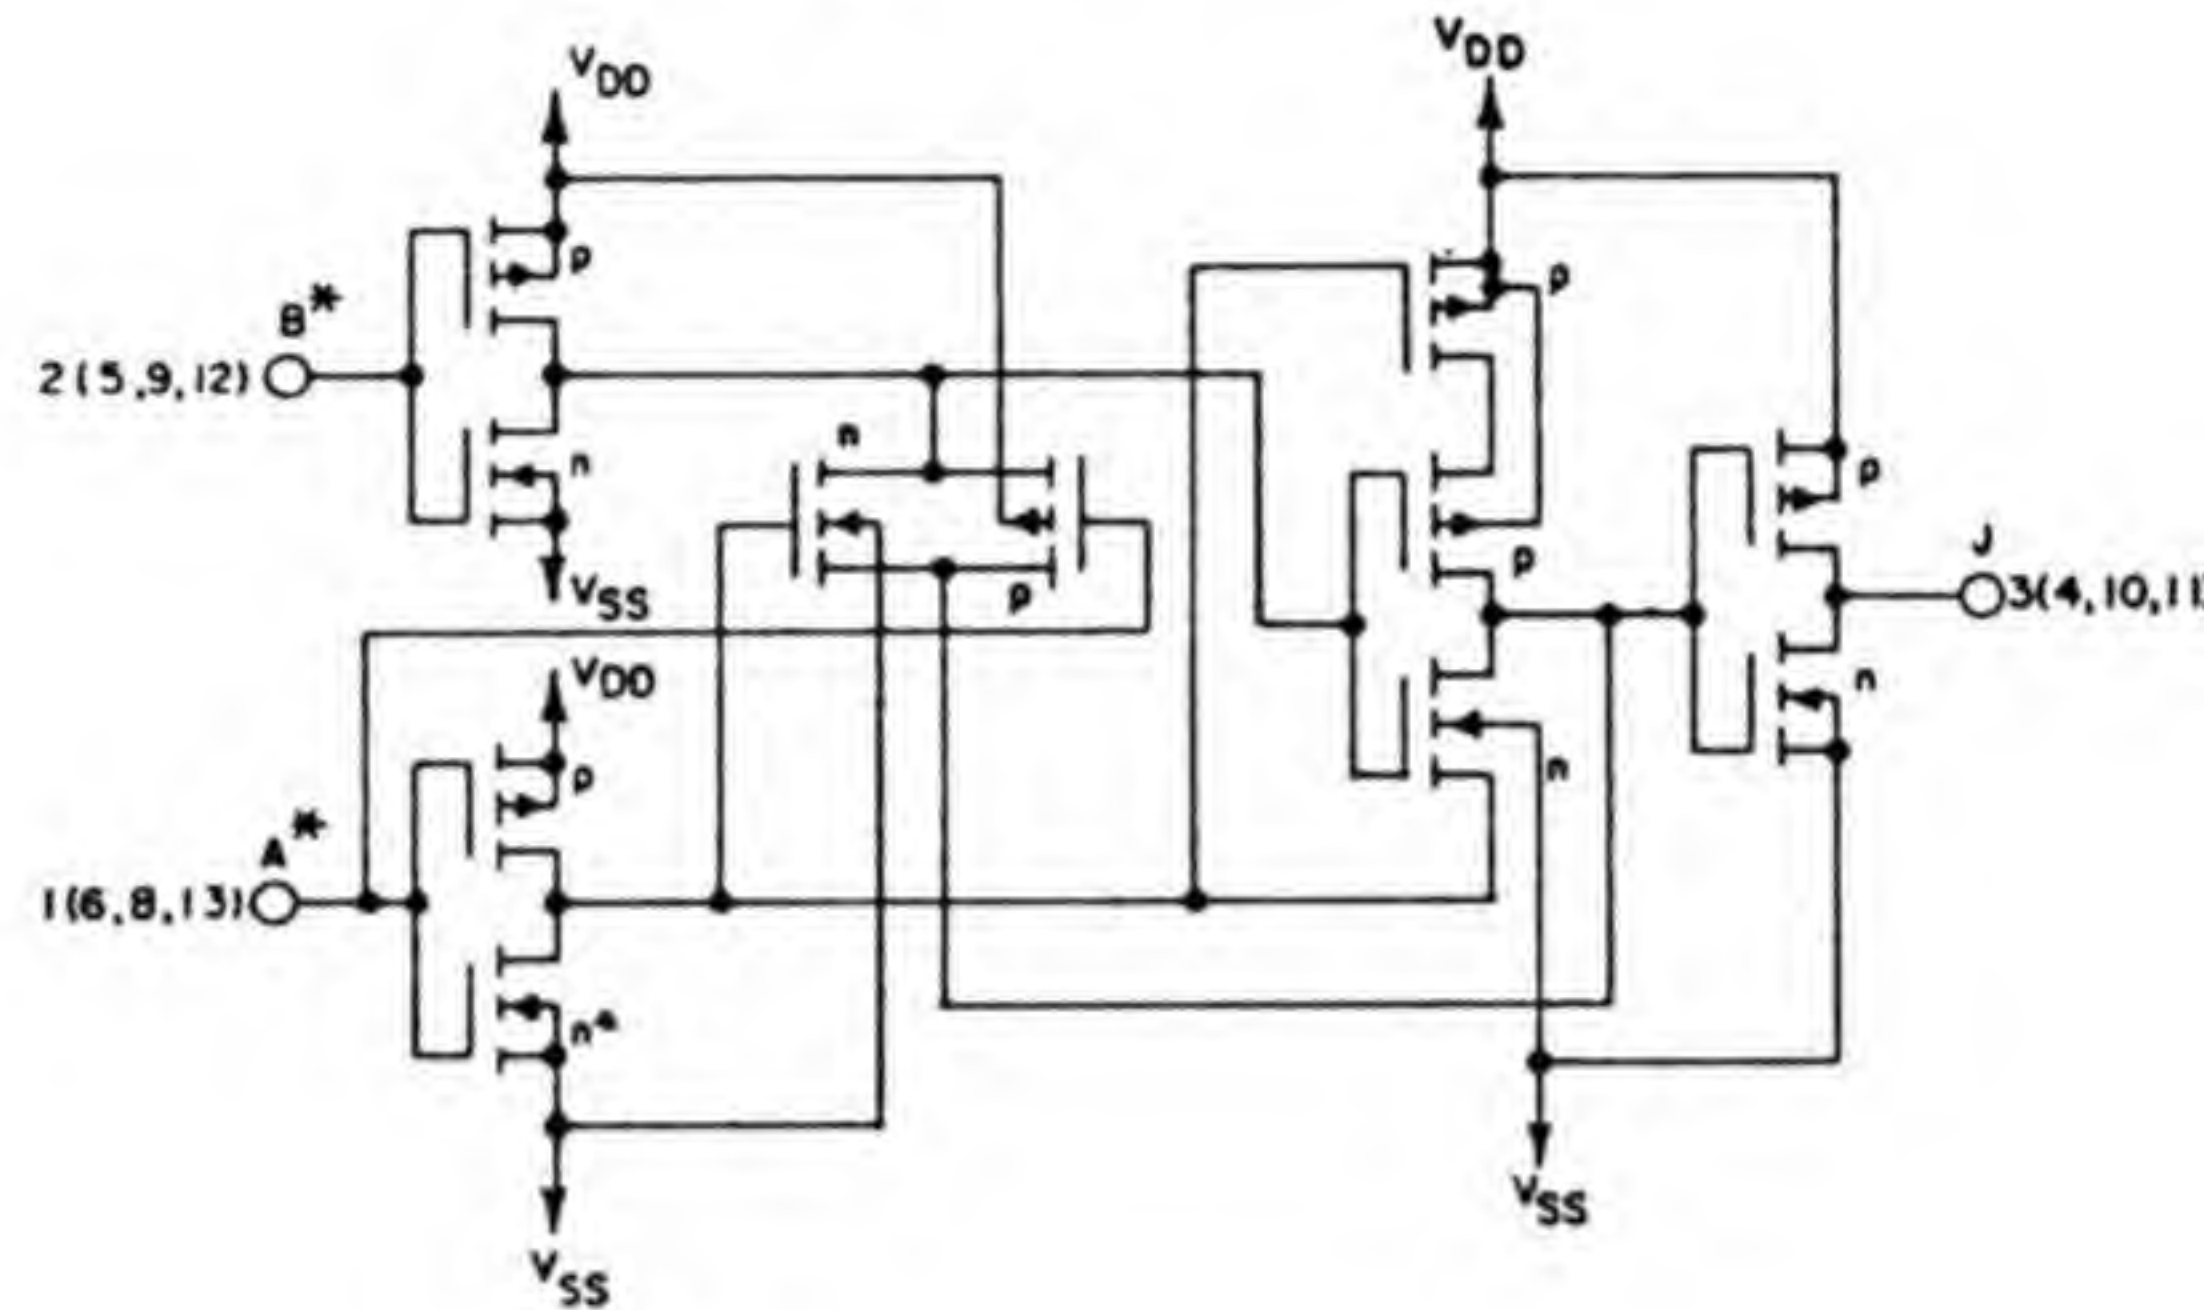 VDD
VDD
p
p
B*
2(5,9,12)
n
n
p
p
J
3(4,10,11)
p
VSS
VDD
n
p
n
A*
1(6,8,13)
VSS
VSS